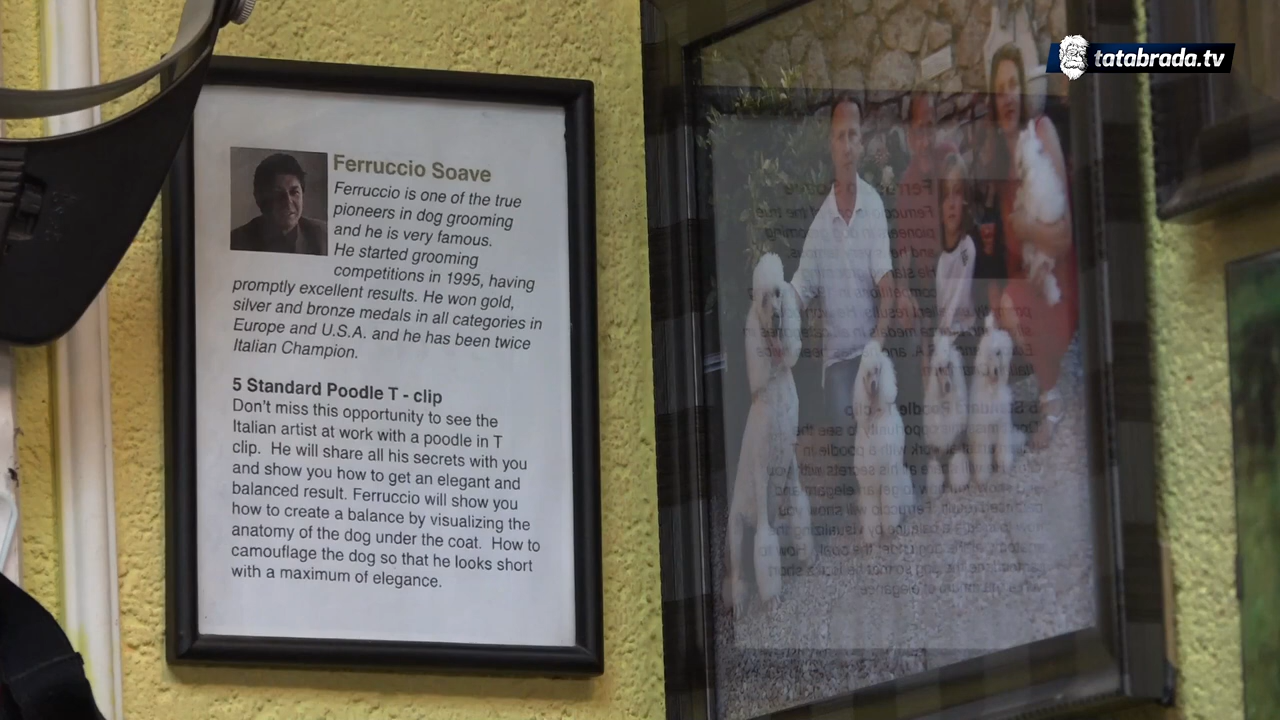 tatabrada.tv
Ferruccio Soave
Ferruccio is one of the true
pioneers in dog grooming
and he is very famous.
He started grooming
competitions in 1995, having
promptly excellent results. He won gold,
silver and bronze medals in all categories in
Europe and U.S.A. and he has been twice
Italian Champion.
5 Standard Poodle T - clip
Don't miss this opportunity to see the
Italian artist at work with a poodle in T
clip.  He will share all his secrets with you
and show you how to get an elegant and
balanced result. Ferruccio will show you
how to create a balance by visualizing the
anatomy of the dog under the coat.  How to
camouflage the dog so that he looks short
with a maximum of elegance.